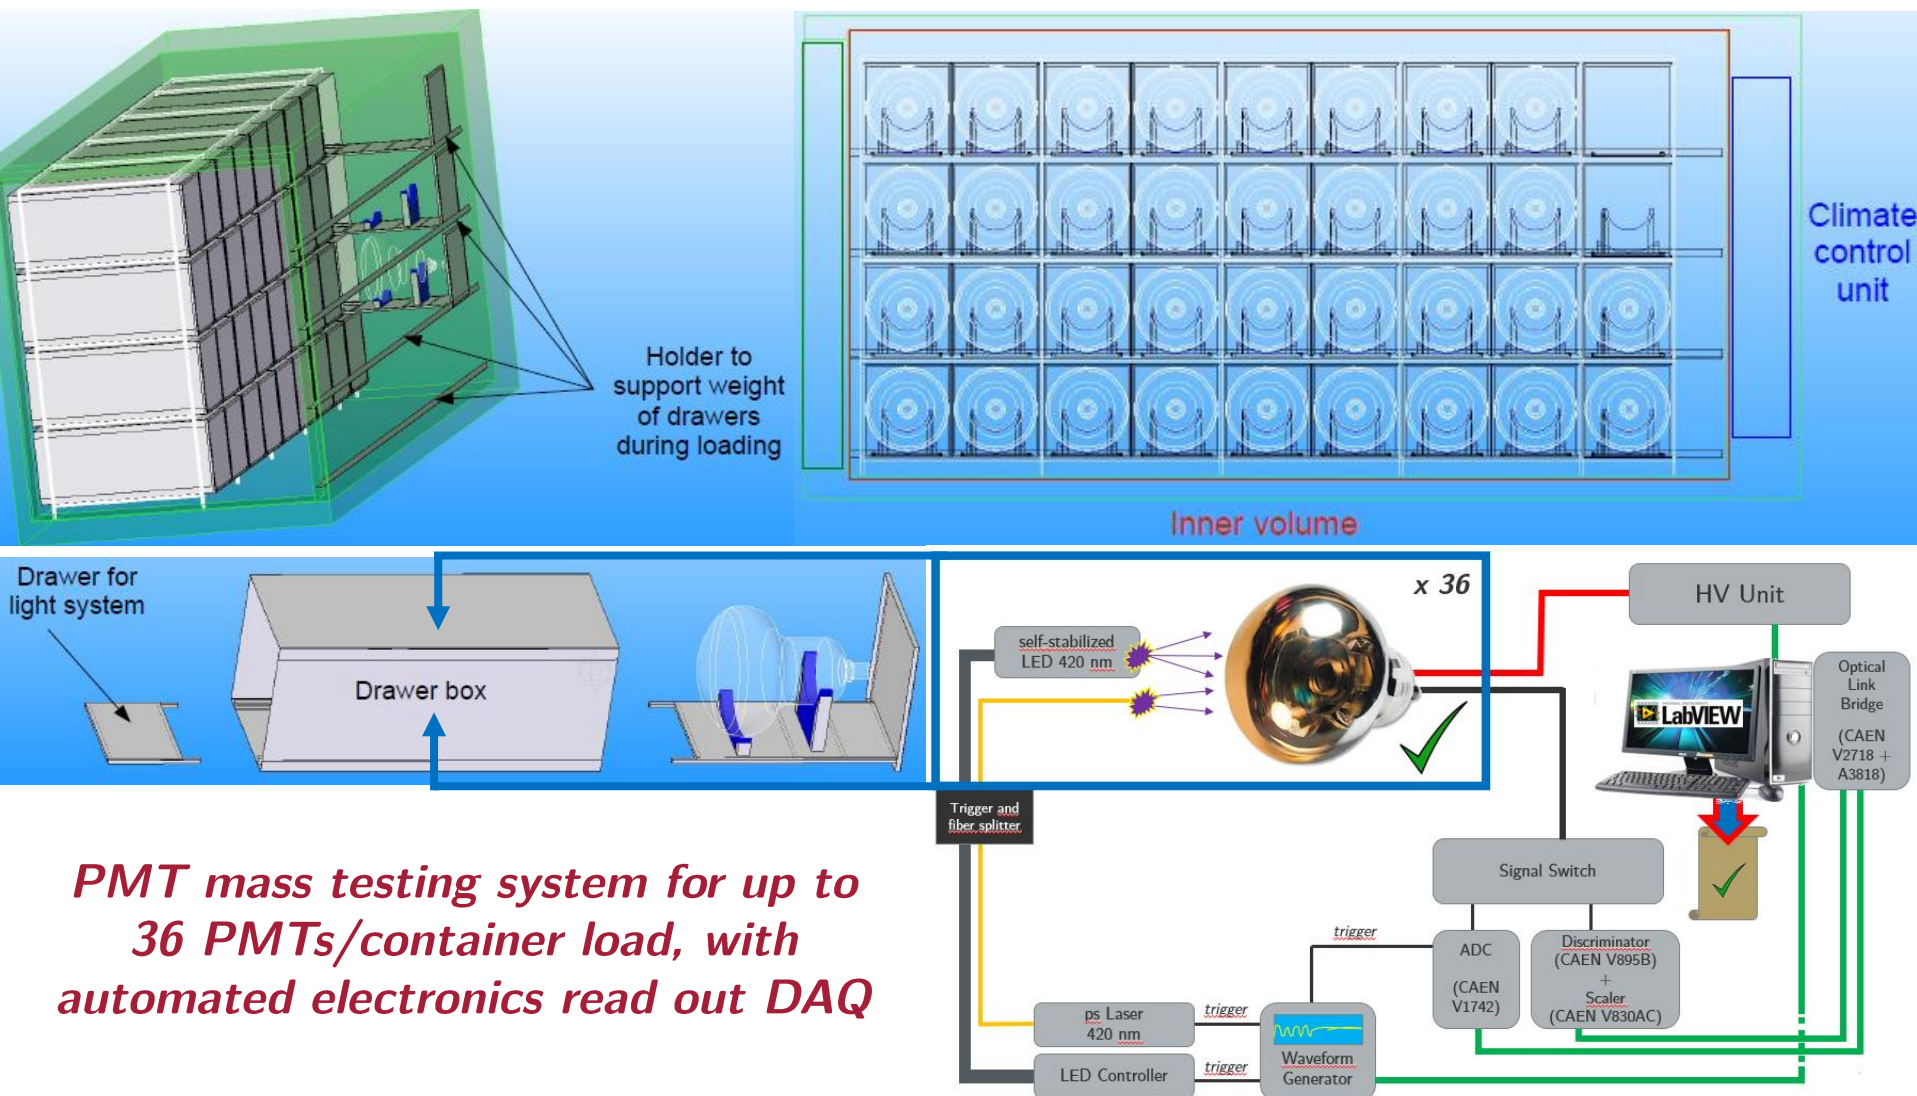 Holder to
support weight
of drawers
during loading
Climate
control
unit
Inner volume
Drawer for
light system
Drawer box
x 36
self-stabilized
LED 420 nm
HV Unit
LabVIEW
Optical
Link
Bridge
(CAEN
V2718 +
A3818)
Trigger and
fiber splitter
Signal Switch
trigger
ADC
(CAEN
V1742)
Discriminator
(CAEN V895B)
+
Scaler
(CAEN V830AC)
ps Laser
420 nm
trigger
LED Controller
trigger
Waveform
Generator
PMT mass testing system for up to
36 PMTs/container load, with
automated electronics read out DAQ